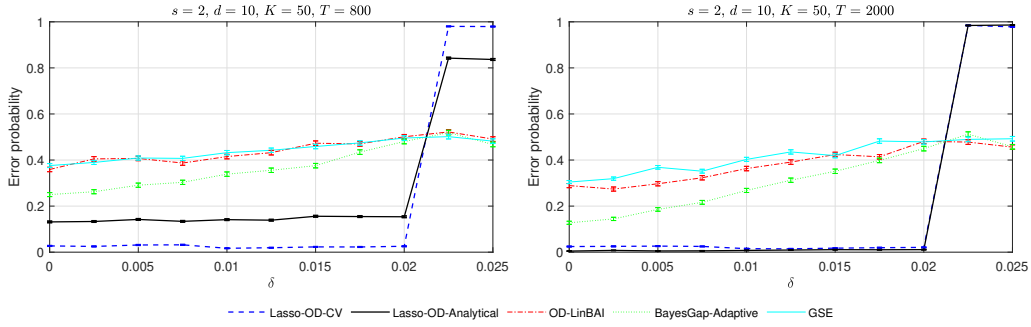 s = 2, d = 10, K = 50, T = 800
Error probability
1
0.8
0.6
0.4
0.2
0
0 0.005 0.01 0.015 0.02 0.025
δ
s = 2, d = 10, K = 50, T = 2000
Error probability
1
0.8
0.6
0.4
0.2
0
0 0.005 0.01 0.015 0.02 0.025
δ
Lasso-OD-CV Lasso-OD-Analytical OD-LinBAI BayesGap-Adaptive GSE